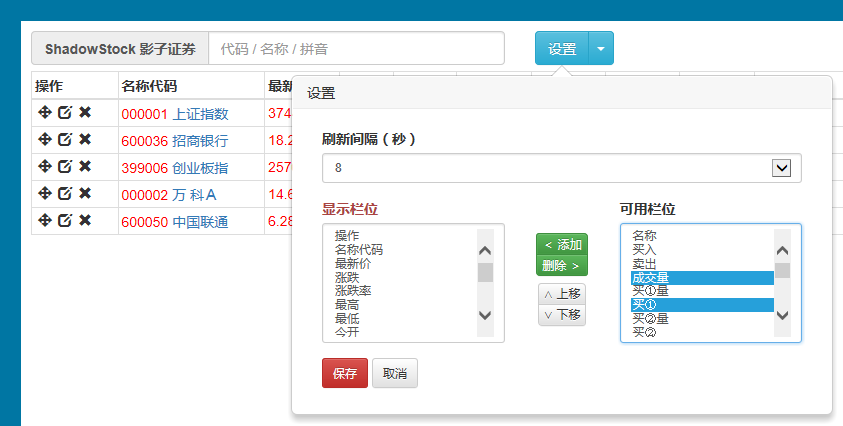 ShadowStock 影子证券 代码 / 名称 / 拼音 设置
操作 名称代码 最新
000001 上证指数 374
600036 招商银行 18.2
399006 创业板指 257
000002 万 科A 14.6
600050 中国联通 6.28
设置
刷新间隔（秒）
8
显示栏位
操作
名称代码
最新价
涨跌
涨跌率
最高
最低
今开
< 添加
删除 >
∧ 上移
∨ 下移
可用栏位
名称
买入
卖出
成交量
买①量
买①
买②量
买②
保存 取消